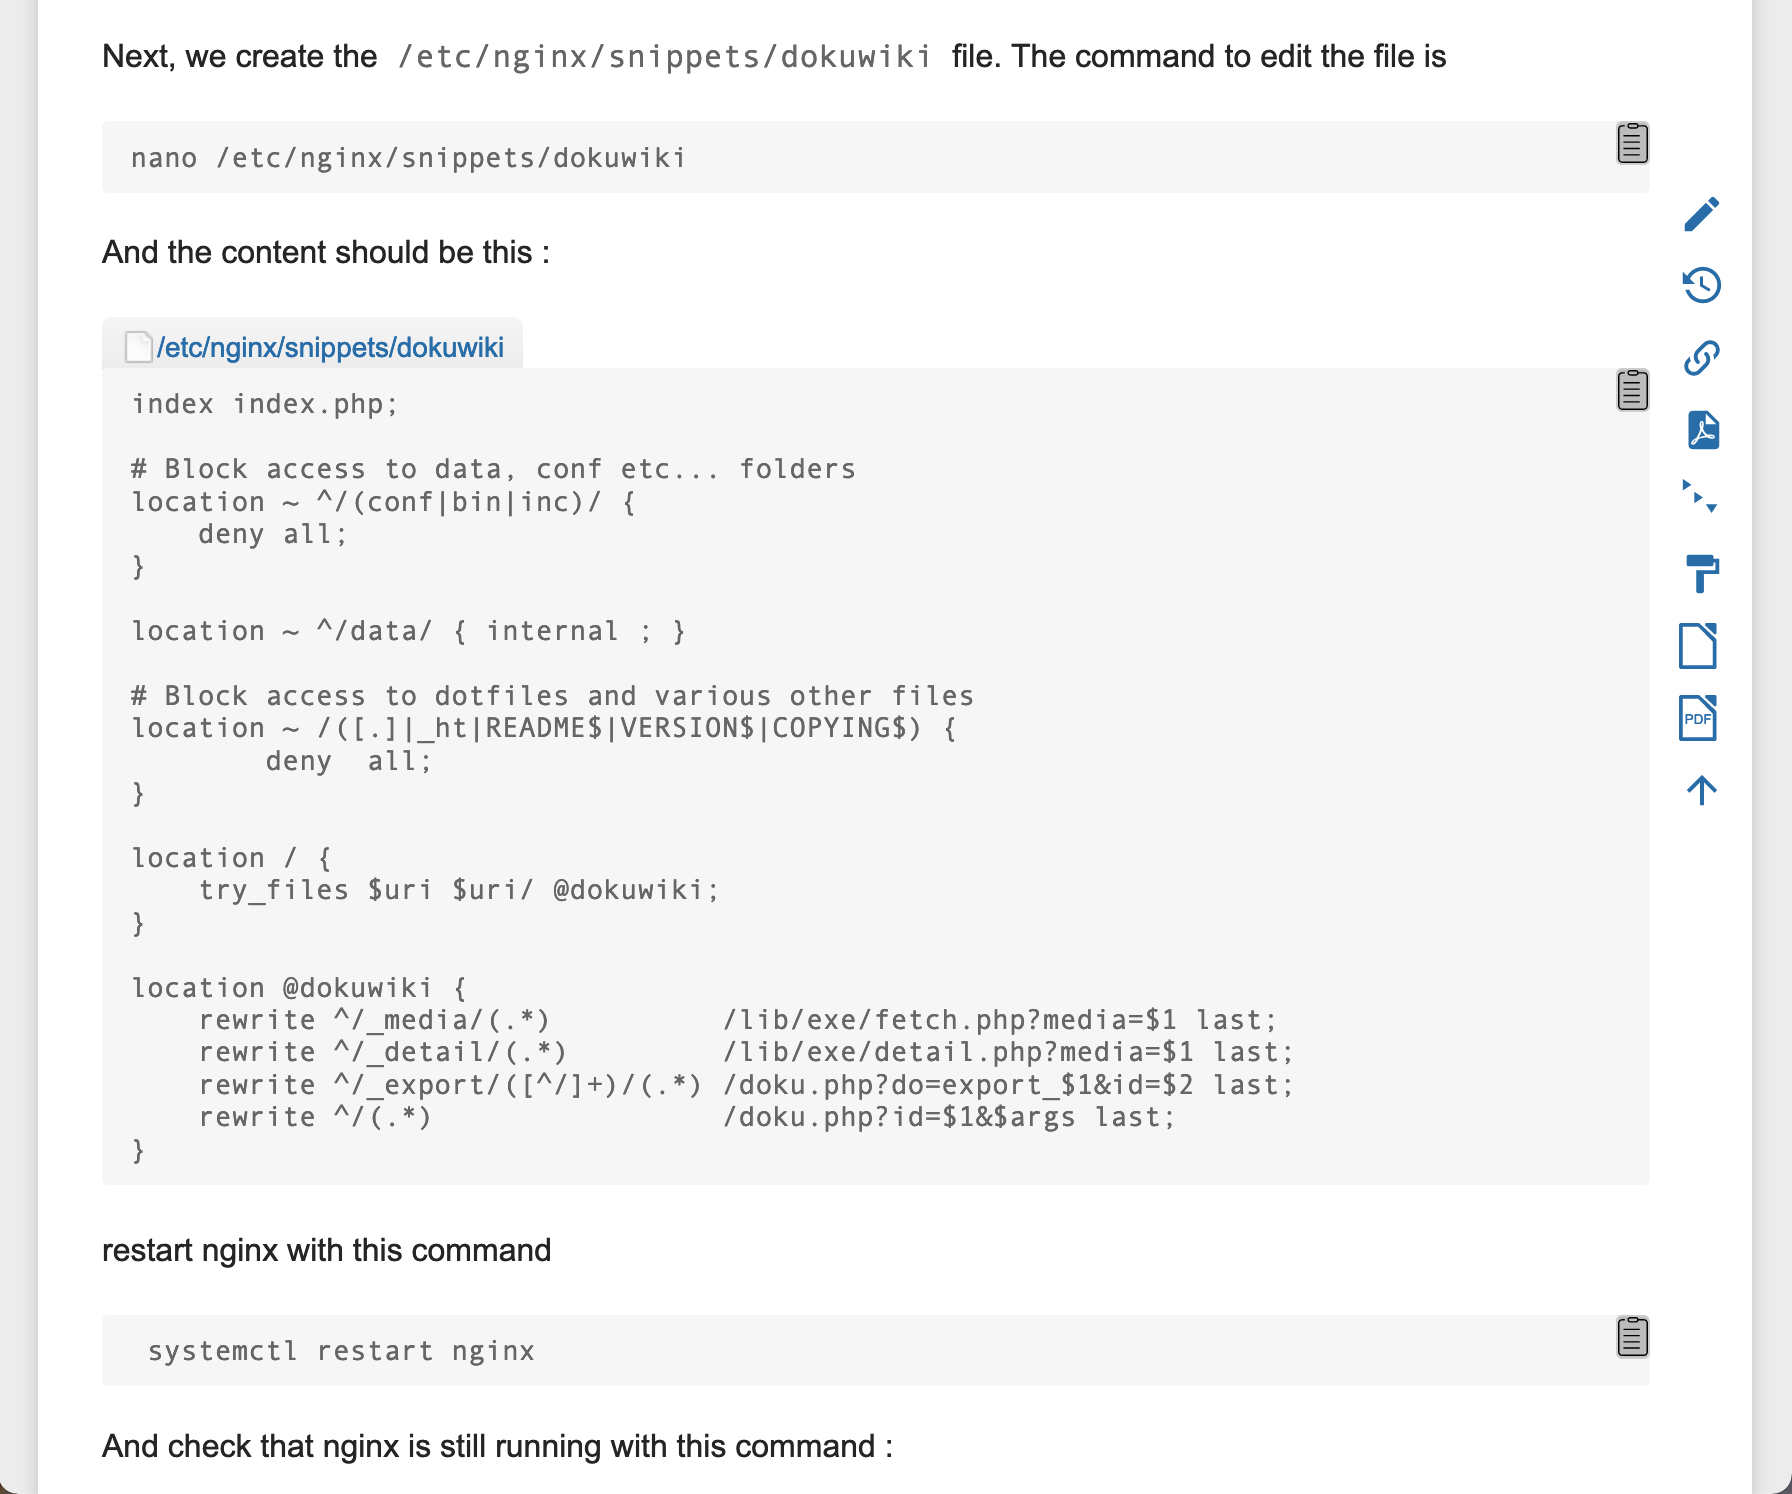 Next, we create the /etc/nginx/snippets/dokuwiki file. The command to edit the file is
nano /etc/nginx/snippets/dokuwiki
And the content should be this :
/etc/nginx/snippets/dokuwiki
index index.php;
# Block access to data, conf etc... folders
location ~ ^/(conf|bin|inc)/ {
    deny all;
}
location ~ ^/data/ { internal ; }
# Block access to dotfiles and various other files
location ~ /([.]|_ht|README$|VERSION$|COPYING$) {
        deny  all;
}
location / {
    try_files $uri $uri/ @dokuwiki;
}
location @dokuwiki {
    rewrite ^/_media/(.*)          /lib/exe/fetch.php?media=$1 last;
    rewrite ^/_detail/(.*)         /lib/exe/detail.php?media=$1 last;
    rewrite ^/_export/([^/]+)/(.*) /doku.php?do=export_$1&id=$2 last;
    rewrite ^/(.*)                 /doku.php?id=$1&$args last;
}
PDF
restart nginx with this command
systemctl restart nginx
And check that nginx is still running with this command :